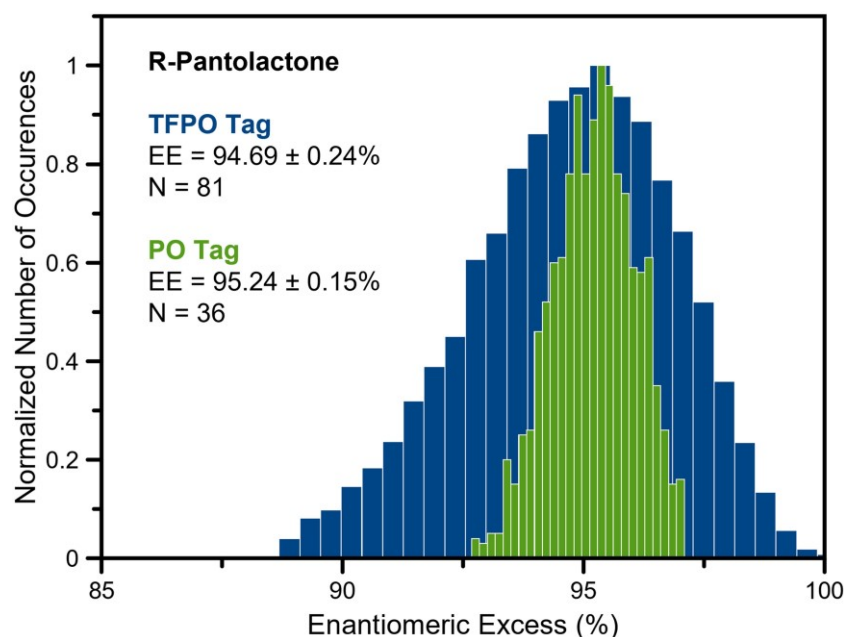 R-Pantolactone
TFPO Tag
EE = 94.69 ± 0.24%
N = 81
PO Tag
EE = 95.24 ± 0.15%
N = 36
Normalized Number of Occurences
1
0.8
0.6
0.4
0.2
0
85
90
95
100
Enantiomeric Excess (%)